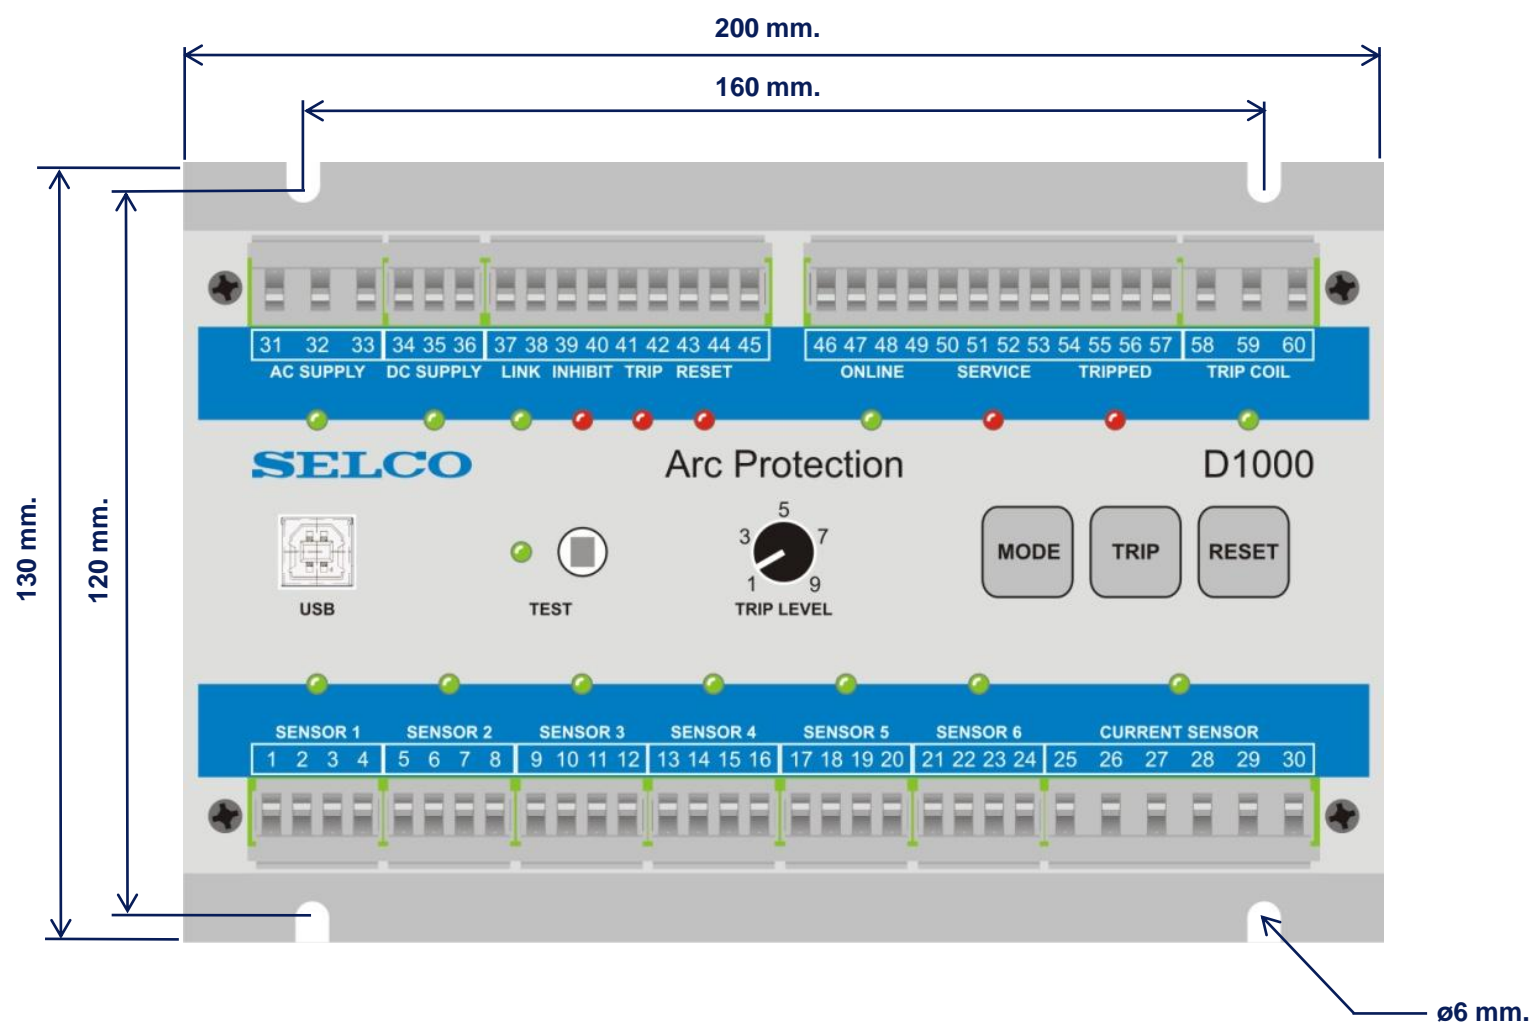 200 mm.
160 mm.
31 32 33 34 35 36 37 38 39 40 41 42 43 44 45 46 47 48 49 50 51 52 53 54 55 56 57 58 59 60
AC SUPPLY DC SUPPLY LINK INHIBIT TRIP RESET ONLINE SERVICE TRIPPED TRIP COIL
SELCO Arc Protection D1000
130 mm.
120 mm.
5
3 7
1 9
MODE TRIP RESET
USB TEST TRIP LEVEL
SENSOR 1 SENSOR 2 SENSOR 3 SENSOR 4 SENSOR 5 SENSOR 6 CURRENT SENSOR
1 2 3 4 5 6 7 8 9 10 11 12 13 14 15 16 17 18 19 20 21 22 23 24 25 26 27 28 29 30
ø6 mm.